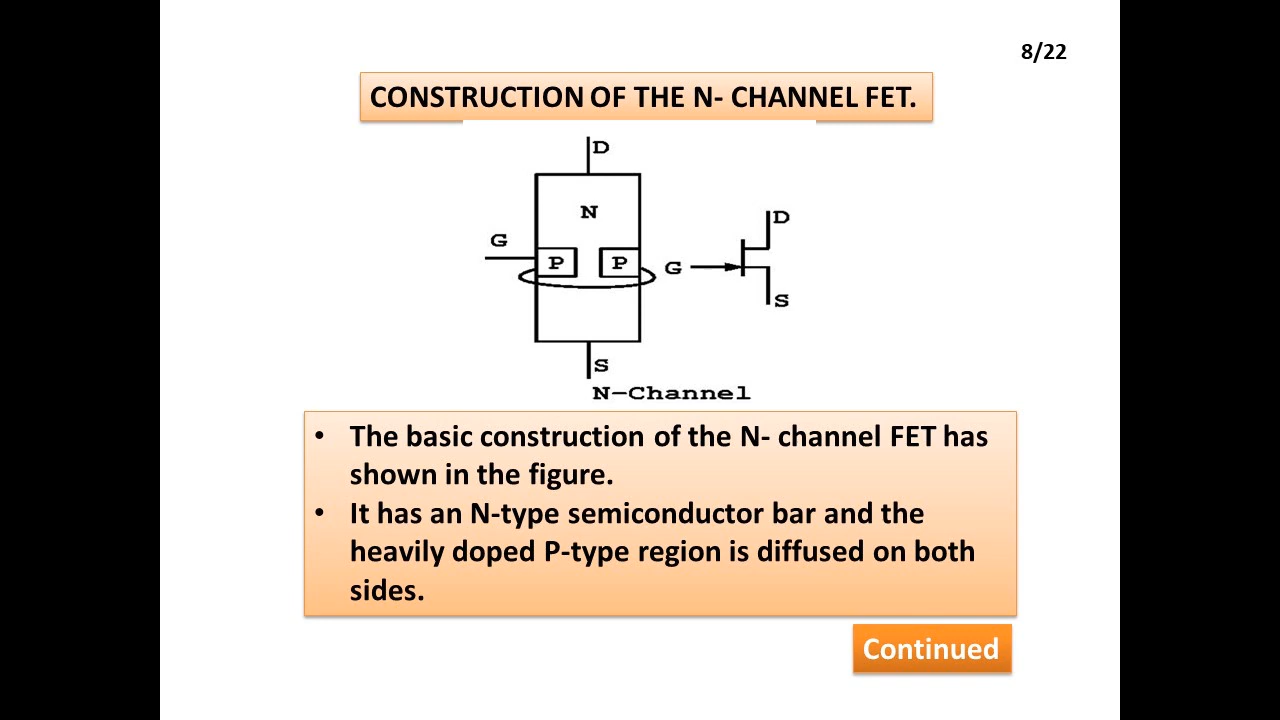 8/22
CONSTRUCTION OF THE N- CHANNEL FET.
D
N
G
P
P
S
N-Channel
G
D
S
• The basic construction of the N- channel FET has
shown in the figure.
• It has an N-type semiconductor bar and the
heavily doped P-type region is diffused on both
sides.
Continued